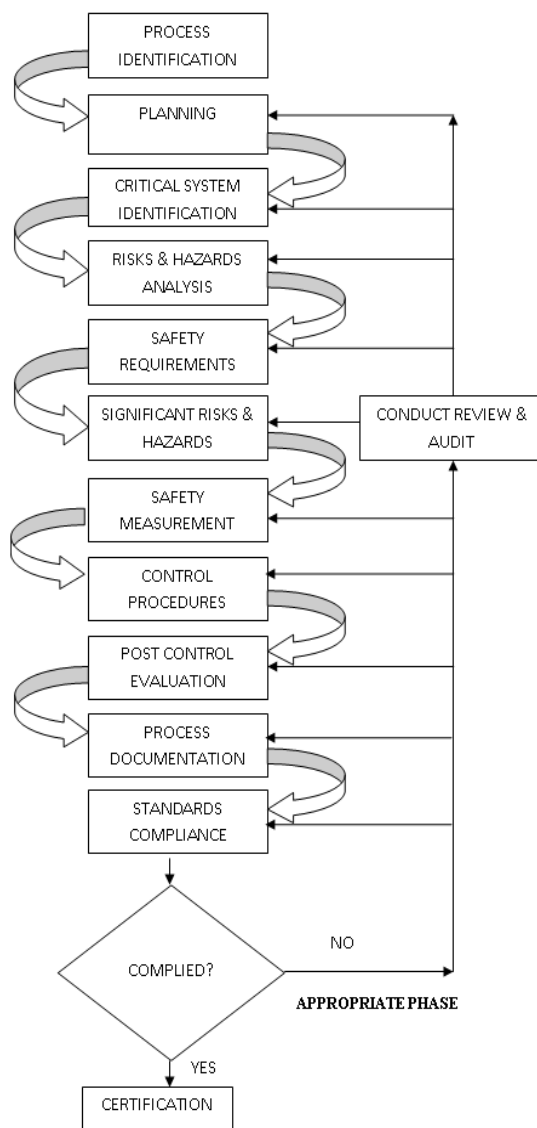 PROCESS
IDENTIFICATION
PLANNING
CRITICAL SYSTEM
IDENTIFICATION
RISKS & HAZARDS
ANALYSIS
SAFETY
REQUIREMENTS
SIGNIFICANT RISKS &
HAZARDS
CONDUCT REVIEW &
AUDIT
SAFETY
MEASUREMENT
CONTROL
PROCEDURES
POST CONTROL
EVALUATION
PROCESS
DOCUMENTATION
STANDARDS
COMPLIANCE
COMPLIED?
NO
APPROPRIATE PHASE
YES
CERTIFICATION